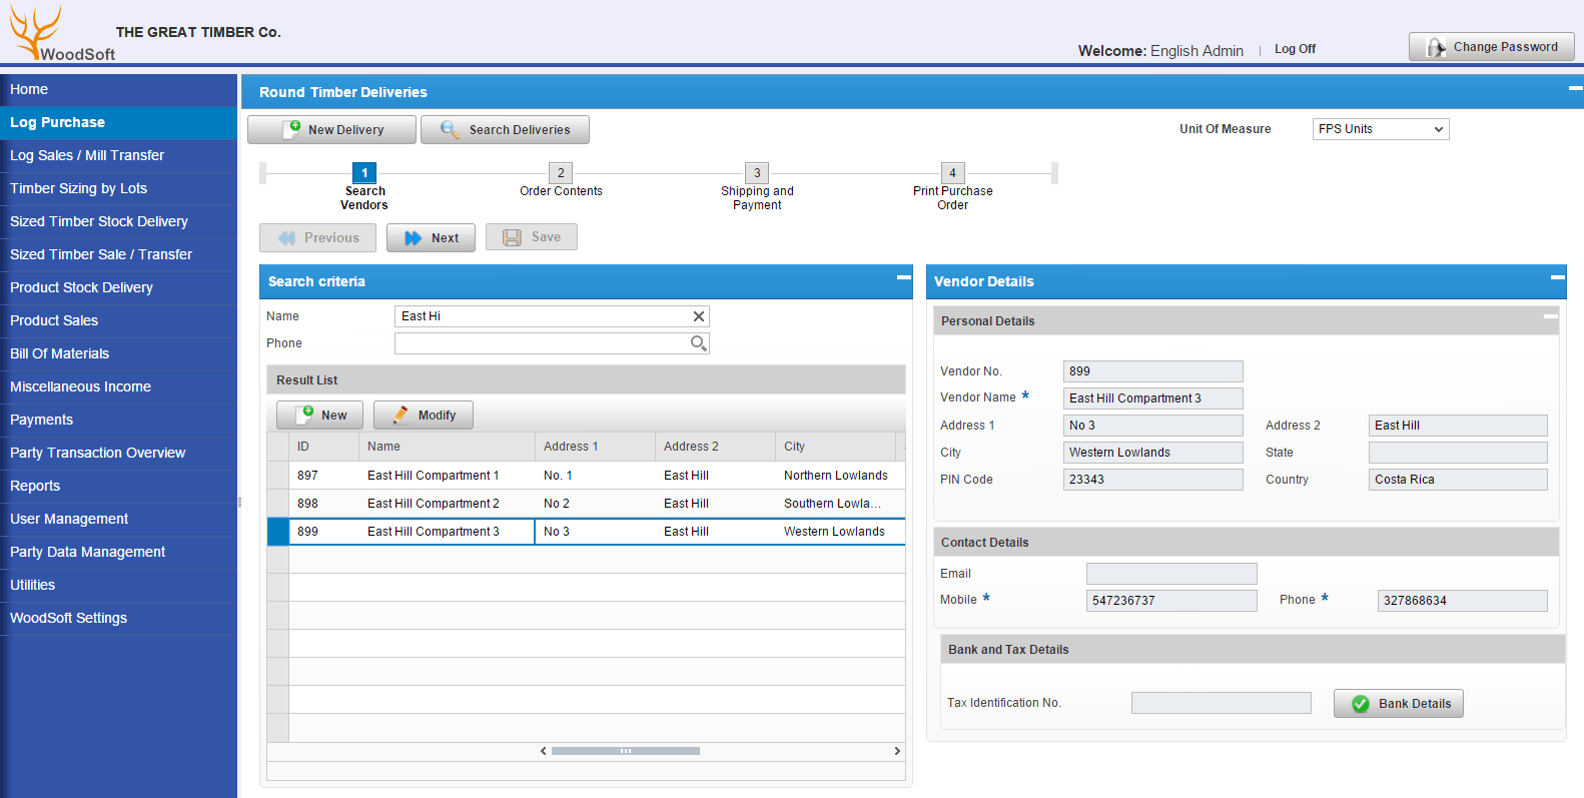 WoodSoft
THE GREAT TIMBER Co.
Welcome: English Admin | Log Off
Change Password
Home
Log Purchase
Log Sales / Mill Transfer
Timber Sizing by Lots
Sized Timber Stock Delivery
Sized Timber Sale / Transfer
Product Stock Delivery
Product Sales
Bill Of Materials
Miscellaneous Income
Payments
Party Transaction Overview
Reports
User Management
Party Data Management
Utilities
WoodSoft Settings
Round Timber Deliveries
New Delivery
Search Deliveries
Unit Of Measure
FPS Units
1
Search
Vendors
2
Order Contents
3
Shipping and
Payment
4
Print Purchase
Order
Previous
Next
Save
Search criteria
Name
East Hi
Phone
Result List
New
Modify
ID Name Address 1 Address 2 City
897 East Hill Compartment 1 No. 1 East Hill Northern Lowlands
898 East Hill Compartment 2 No 2 East Hill Southern Lowla...
899 East Hill Compartment 3 No 3 East Hill Western Lowlands
Vendor Details
Personal Details
Vendor No. 899
Vendor Name * East Hill Compartment 3
Address 1 No 3 Address 2 East Hill
City Western Lowlands State
PIN Code 23343 Country Costa Rica
Contact Details
Email
Mobile * 547236737 Phone * 327868634
Bank and Tax Details
Tax Identification No.
Bank Details